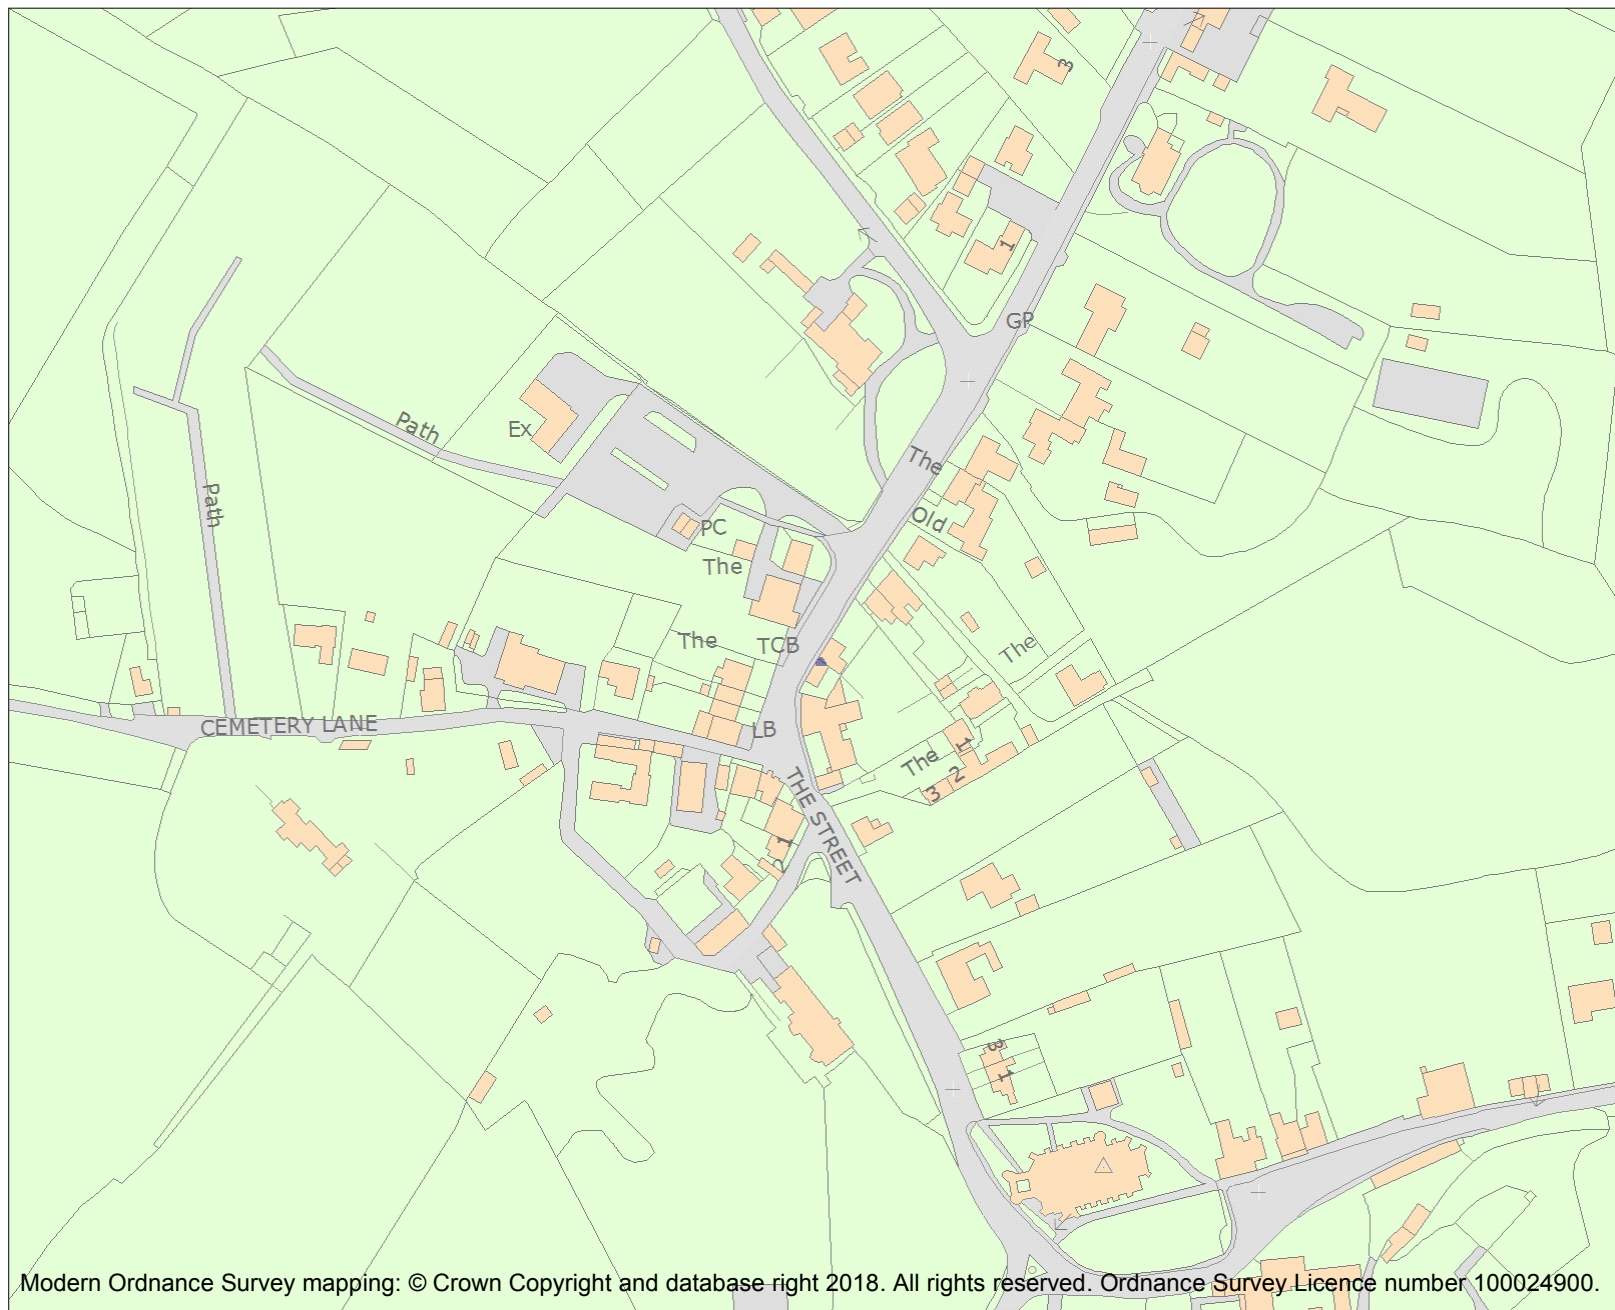 3
1
GP
Path
Ex
The
Path
Old
PC
The
The
TCB
The
CEMETERY LANE
LB
1
The
2
3
THE STREET
1
2
3
1
Modern Ordnance Survey mapping: © Crown Copyright and database right 2018. All rights reserved. Ordnance Survey Licence number 100024900.